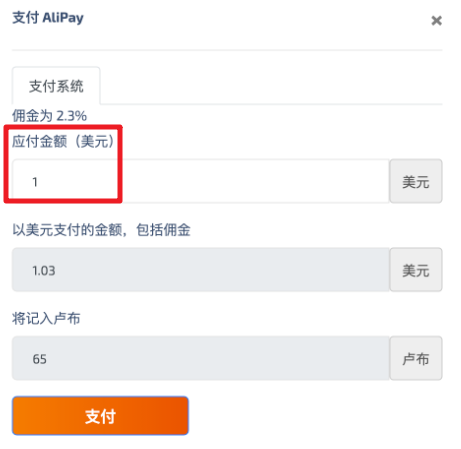 支付 AliPay
×
支付系统
佣金为 2.3%
应付金额（美元）
1 美元
以美元支付的金额，包括佣金
1.03 美元
将记入卢布
65 卢布
支付